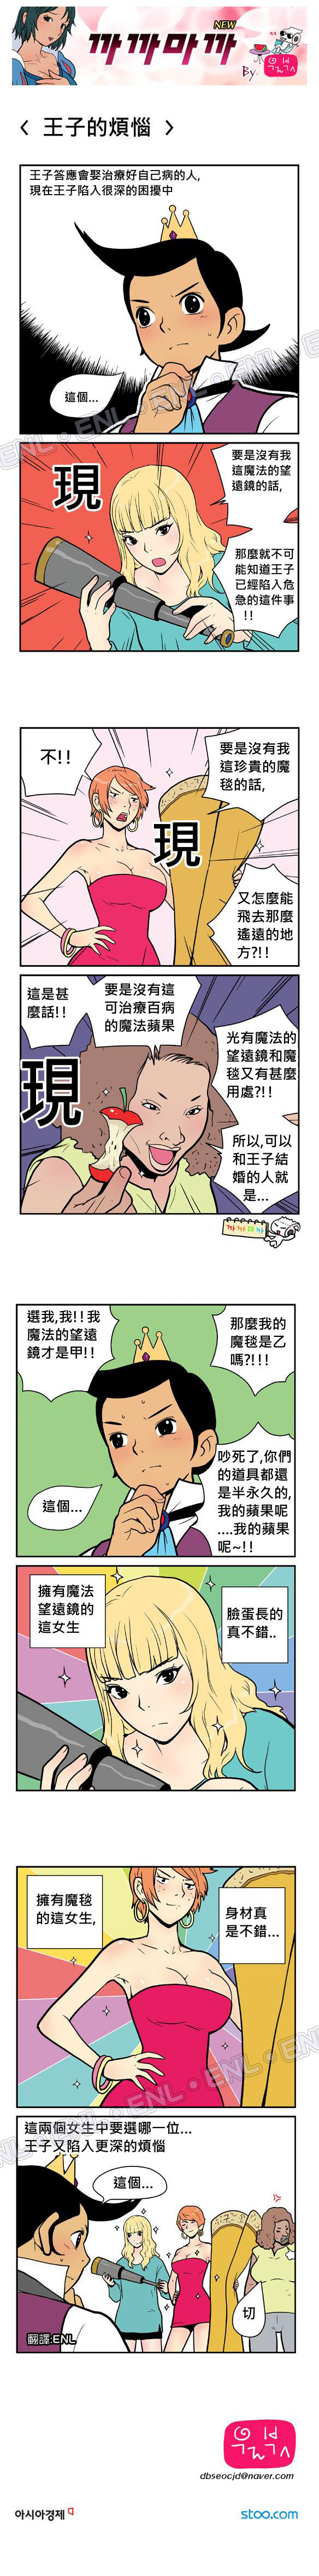 NEW
까까마까
By.
〈 王子的煩惱 〉
王子答應會娶治療好自己病的人,
現在王子陷入很深的困擾中
這個...
ENL
現
要是沒有我
這魔法的望
遠鏡的話,
那麼就不可
能知道王子
已經陷入危
急的這件事
!!
不!!
要是沒有我
這珍貴的魔
毯的話,
現
又怎麼能
飛去那麼
遙遠的地
方?!!
這是甚
麼話!!
要是沒有這
可治療百病
的魔法蘋果
現
光有魔法的
望遠鏡和魔
毯又有甚麼
用處?!!
所以,可以
和王子結
婚的人就
是...
까까마까
選我,我!!我
魔法的望遠
鏡才是甲!!
那麼我的
魔毯是乙
嗎?!!!
這個...
吵死了,你們
的道具都還
是半永久的,
我的蘋果呢
....我的蘋果
呢~!!
擁有魔法
望遠鏡的
這女生
臉蛋長的
真不錯..
擁有魔毯
的這女生,
身材真
是不錯...
ENL
這兩個女生中要選哪一位...
王子又陷入更深的煩惱
這個...
切
翻譯:ENL
dbseocjd@naver.com
아시아경제
stoo.com